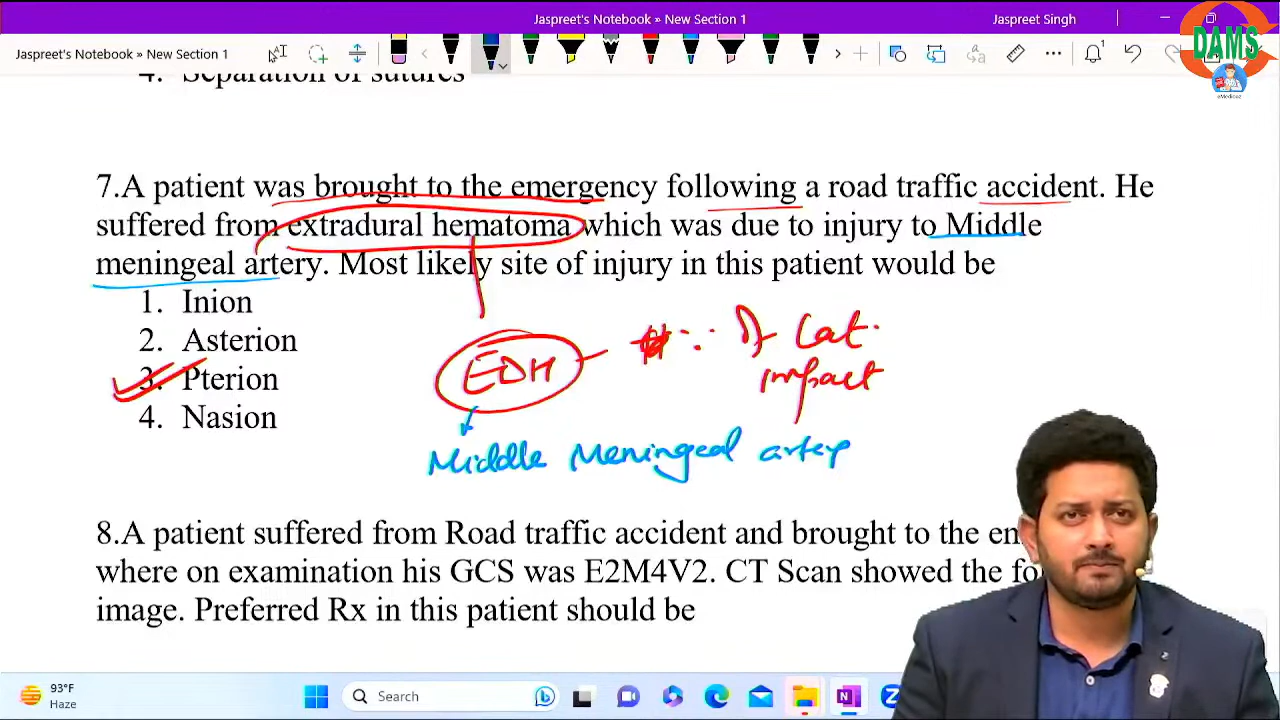 Jaspreet's Notebook » New Section 1
Jaspreet Singh
Jaspreet's Notebook » New Section 1
DAMS
eMedicoz
4. Separation of sutures
7.A patient was brought to the emergency following a road traffic accident. He
suffered from extradural hematoma which was due to injury to Middle
meningeal artery. Most likely site of injury in this patient would be
1. Inion
2. Asterion
3. Pterion
4. Nasion
EDH
Lat.
impact
Middle Meningeal artery
8.A patient suffered from Road traffic accident and brought to the
where on examination his GCS was E2M4V2. CT Scan showed the
image. Preferred Rx in this patient should be
93°F
Haze
Search